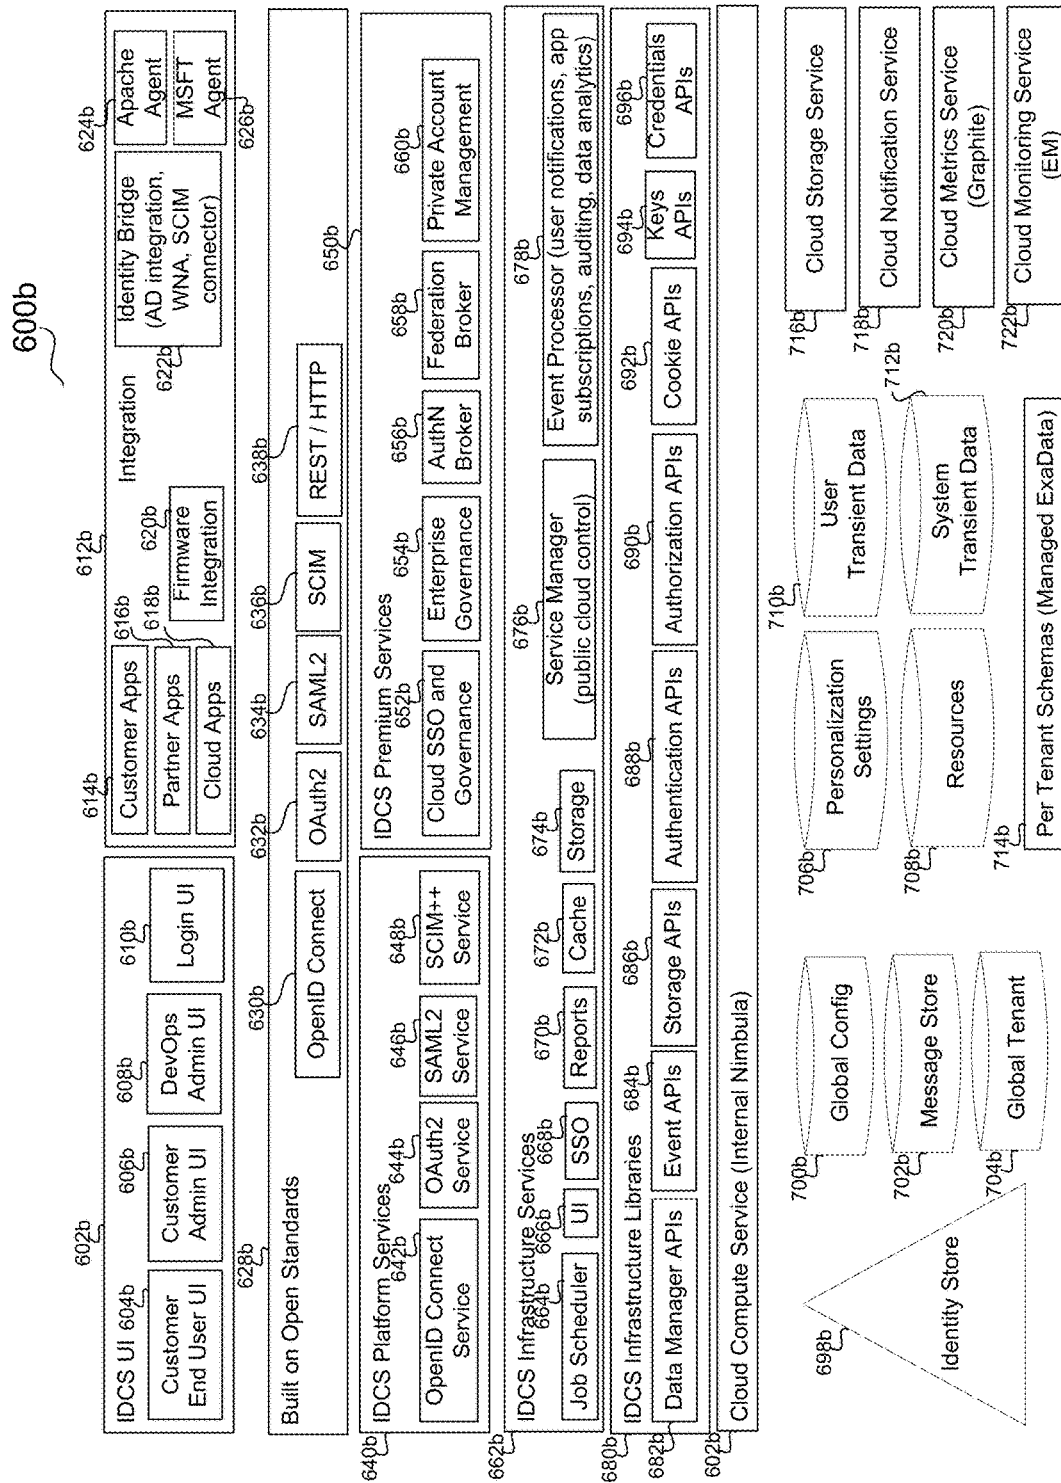 600b
602b
IDCS UI
604b
Customer
End User UI
606b
Customer
Admin UI
608b
DevOps
Admin UI
610b
Login UI
612b
Integration
614b
Customer Apps
616b
Partner Apps
618b
Cloud Apps
620b
Firmware
Integration
622b
Identity Bridge
(AD integration,
WNA, SCIM
connector)
624b
Apache
Agent
626b
MSFT
Agent
628b
Built on Open Standards
630b
OpenID Connect
632b
OAuth2
634b
SAML2
636b
SCIM
638b
REST / HTTP
640b
IDCS Platform Services
642b
OpenID Connect
Service
644b
OAuth2
Service
646b
SAML2
Service
648b
SCIM++
Service
650b
IDCS Premium Services
652b
Cloud SSO and
Governance
654b
Enterprise
Governance
656b
AuthN
Broker
658b
Federation
Broker
660b
Private Account
Management
662b
IDCS Infrastructure Services
664b
Job Scheduler
666b
UI
668b
SSO
670b
Reports
672b
Cache
674b
Storage
676b
Service Manager
(public cloud control)
678b
Event Processor (user notifications, app
subscriptions, auditing, data analytics)
680b
IDCS Infrastructure Libraries
682b
Data Manager APIs
684b
Event APIs
686b
Storage APIs
688b
Authentication APIs
690b
Authorization APIs
692b
Cookie APIs
694b
Keys
APIs
696b
Credentials
APIs
602b
Cloud Compute Service (Internal Nimbula)
698b
Identity Store
700b
Global Config
702b
Message Store
704b
Global Tenant
706b
Personalization
Settings
708b
Resources
710b
User
Transient Data
712b
System
Transient Data
714b
Per Tenant Schemas (Managed ExaData)
716b
Cloud Storage Service
718b
Cloud Notification Service
720b
Cloud Metrics Service
(Graphite)
722b
Cloud Monitoring Service
(EM)